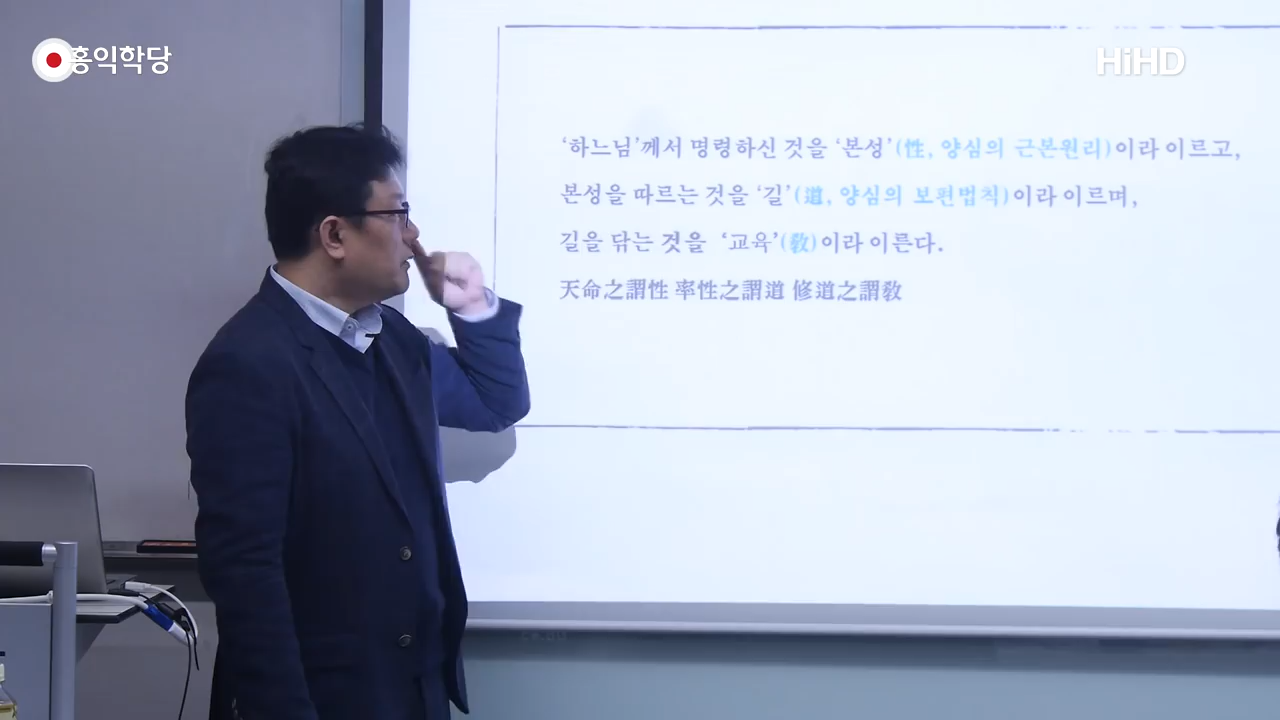 홍익학당
HiHD
‘하느님’께서 명령하신 것을 ‘본성’(性, 양심의 근본원리)이라 이르고,
본성을 따르는 것을 ‘길’(道, 양심의 보편법칙)이라 이르며,
길을 닦는 것을 ‘교육’(敎)이라 이른다.
天命之謂性 率性之謂道 修道之謂敎